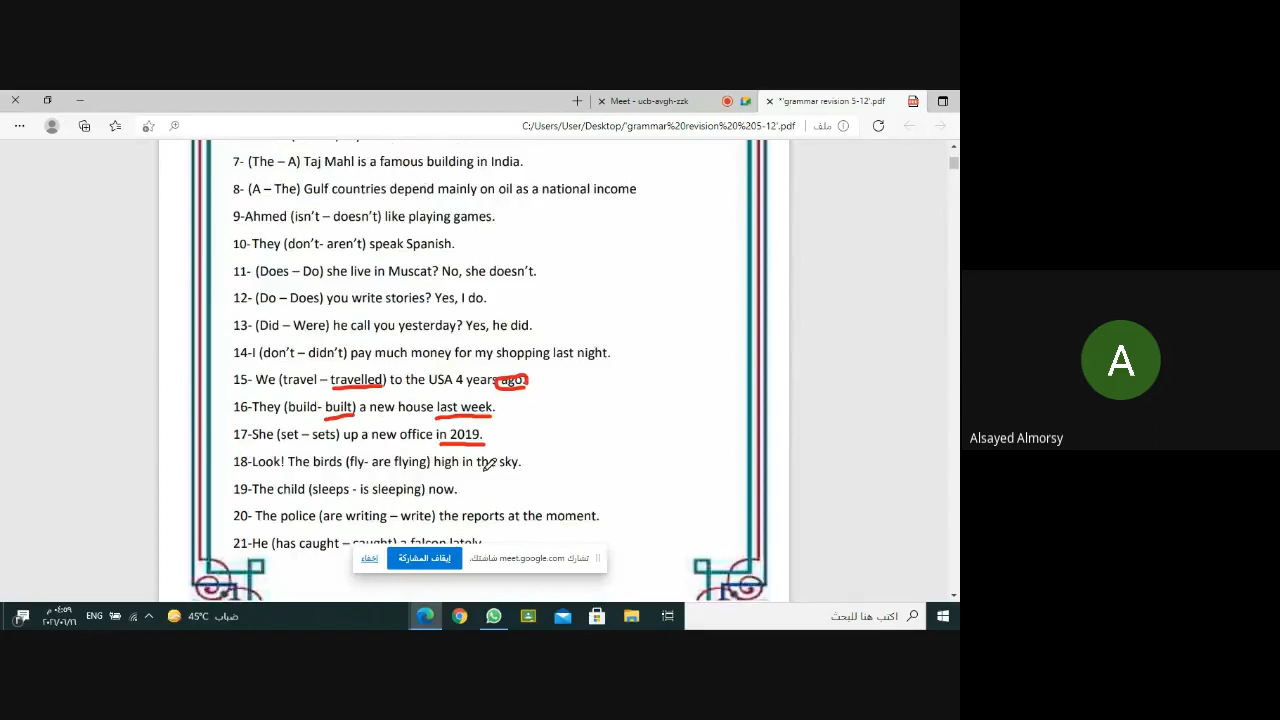 Meet - ucb-avgh-zzk
*'grammar revision 5-12'.pdf
C:/Users/User/Desktop/'grammar%20revision%20%205-12'.pdf
ملف
7- (The – A) Taj Mahl is a famous building in India.
8- (A – The) Gulf countries depend mainly on oil as a national income
9-Ahmed (isn't – doesn't) like playing games.
10- They (don't- aren't) speak Spanish.
11- (Does – Do) she live in Muscat? No, she doesn't.
12- (Do – Does) you write stories? Yes, I do.
13- (Did – Were) he call you yesterday? Yes, he did.
14-I (don't – didn't) pay much money for my shopping last night.
15- We (travel – travelled) to the USA 4 years ago.
16-They (build- built) a new house last week.
17-She (set – sets) up a new office in 2019.
18-Look! The birds (fly- are flying) high in the sky.
19-The child (sleeps - is sleeping) now.
20- The police (are writing – write) the reports at the moment.
21-He (has caught – caught) a falcon lately.
تشارك meet.google.com شاشتك.
إيقاف المشاركة
إخفاء
A
Alsayed Almorsy
ENG
45°C ضباب
اكتب هنا للبحث